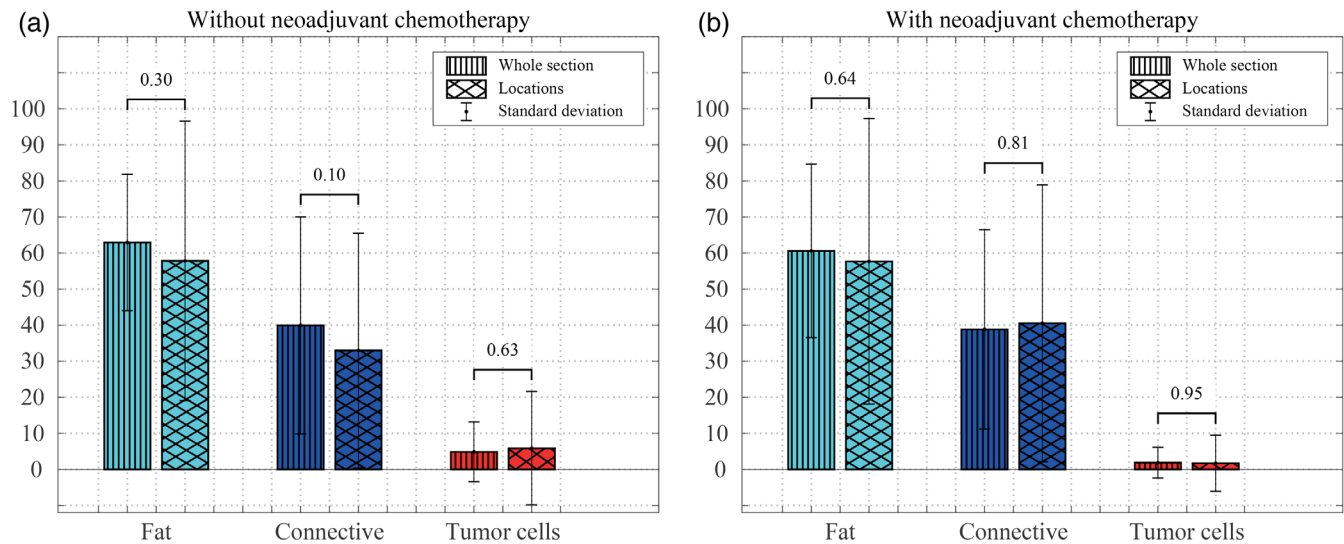 (a)
Without neoadjuvant chemotherapy
Whole section
Locations
Standard deviation
0.30
0.10
0.63
100
90
80
70
60
50
40
30
20
10
0
Fat
Connective
Tumor cells
(b)
With neoadjuvant chemotherapy
Whole section
Locations
Standard deviation
0.64
0.81
0.95
100
90
80
70
60
50
40
30
20
10
0
Fat
Connective
Tumor cells